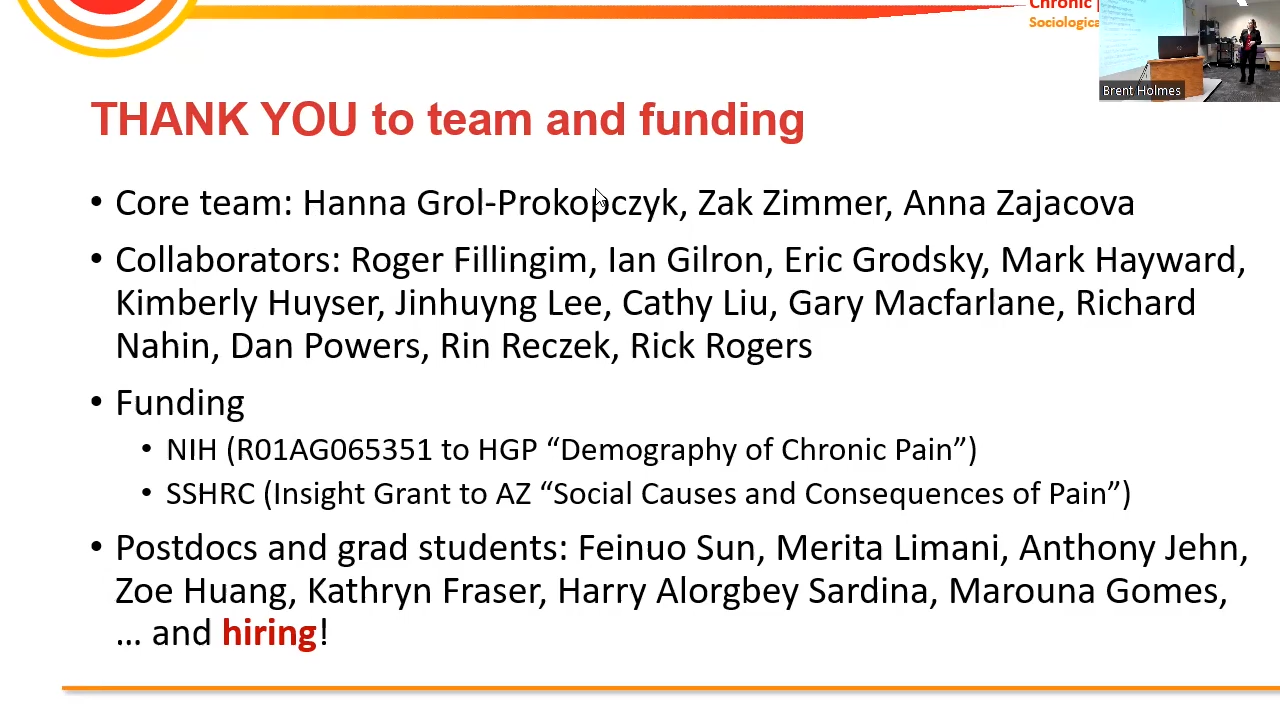 Chronic
Sociologica
Brent Holmes
THANK YOU to team and funding
• Core team: Hanna Grol-Prokopczyk, Zak Zimmer, Anna Zajacova
• Collaborators: Roger Fillingim, Ian Gilron, Eric Grodsky, Mark Hayward,
Kimberly Huyser, Jinhuyng Lee, Cathy Liu, Gary Macfarlane, Richard
Nahin, Dan Powers, Rin Reczek, Rick Rogers
• Funding
• NIH (R01AG065351 to HGP “Demography of Chronic Pain”)
• SSHRC (Insight Grant to AZ “Social Causes and Consequences of Pain”)
• Postdocs and grad students: Feinuo Sun, Merita Limani, Anthony Jehn,
Zoe Huang, Kathryn Fraser, Harry Alorgbey Sardina, Marouna Gomes,
… and hiring!